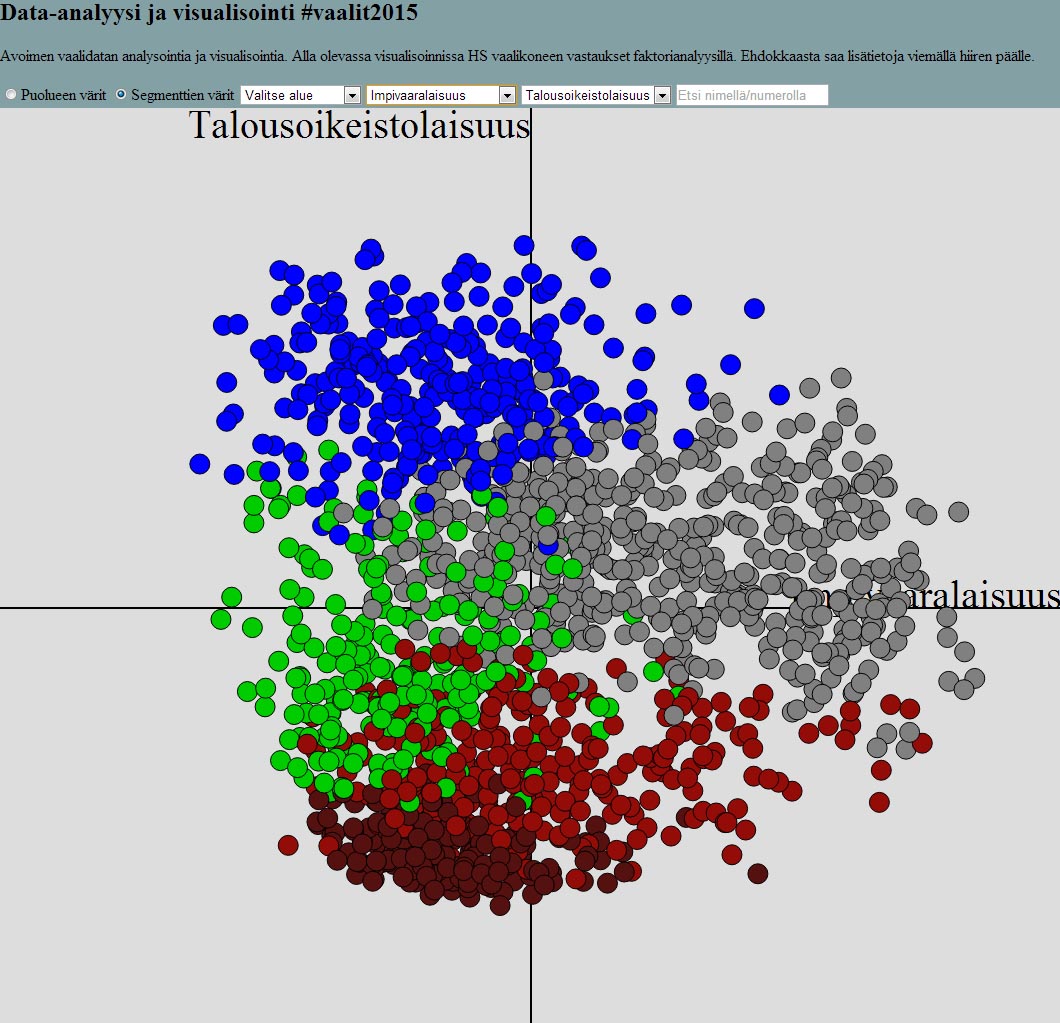 Data-analyysi ja visualisointi #vaalit2015
Avoimen vaalidatan analysointia ja visualisointia. Alla olevassa visualisoinnissa HS vaalikoneen vastaukset faktorianalyysillä. Ehdokkaasta saa lisätietoja viemällä hiiren päälle.
Puolueen värit Segmenttien värit Valitse alue Impivaaralaisuus Talousoikeistolaisuus Etsi nimellä/numerolla
Talousoikeistolaisuus